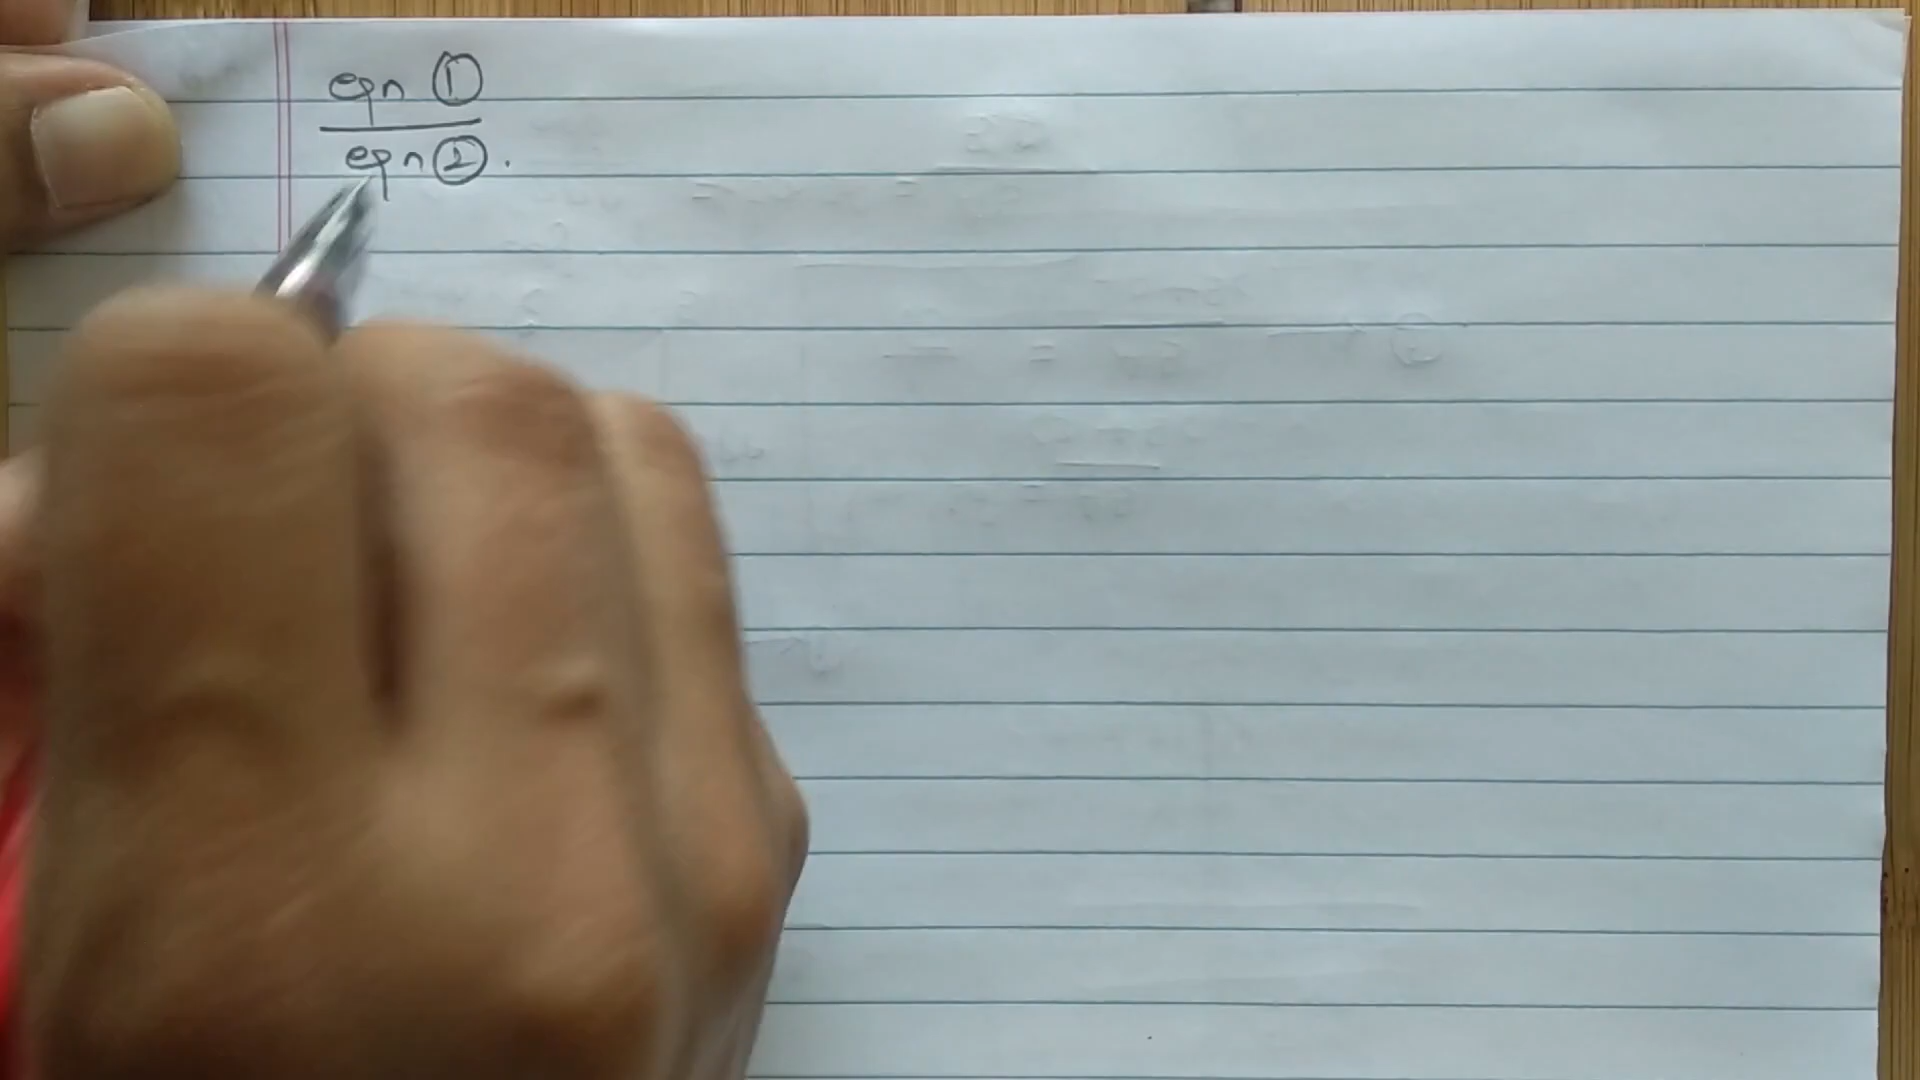 eqn ①
eqn ②.